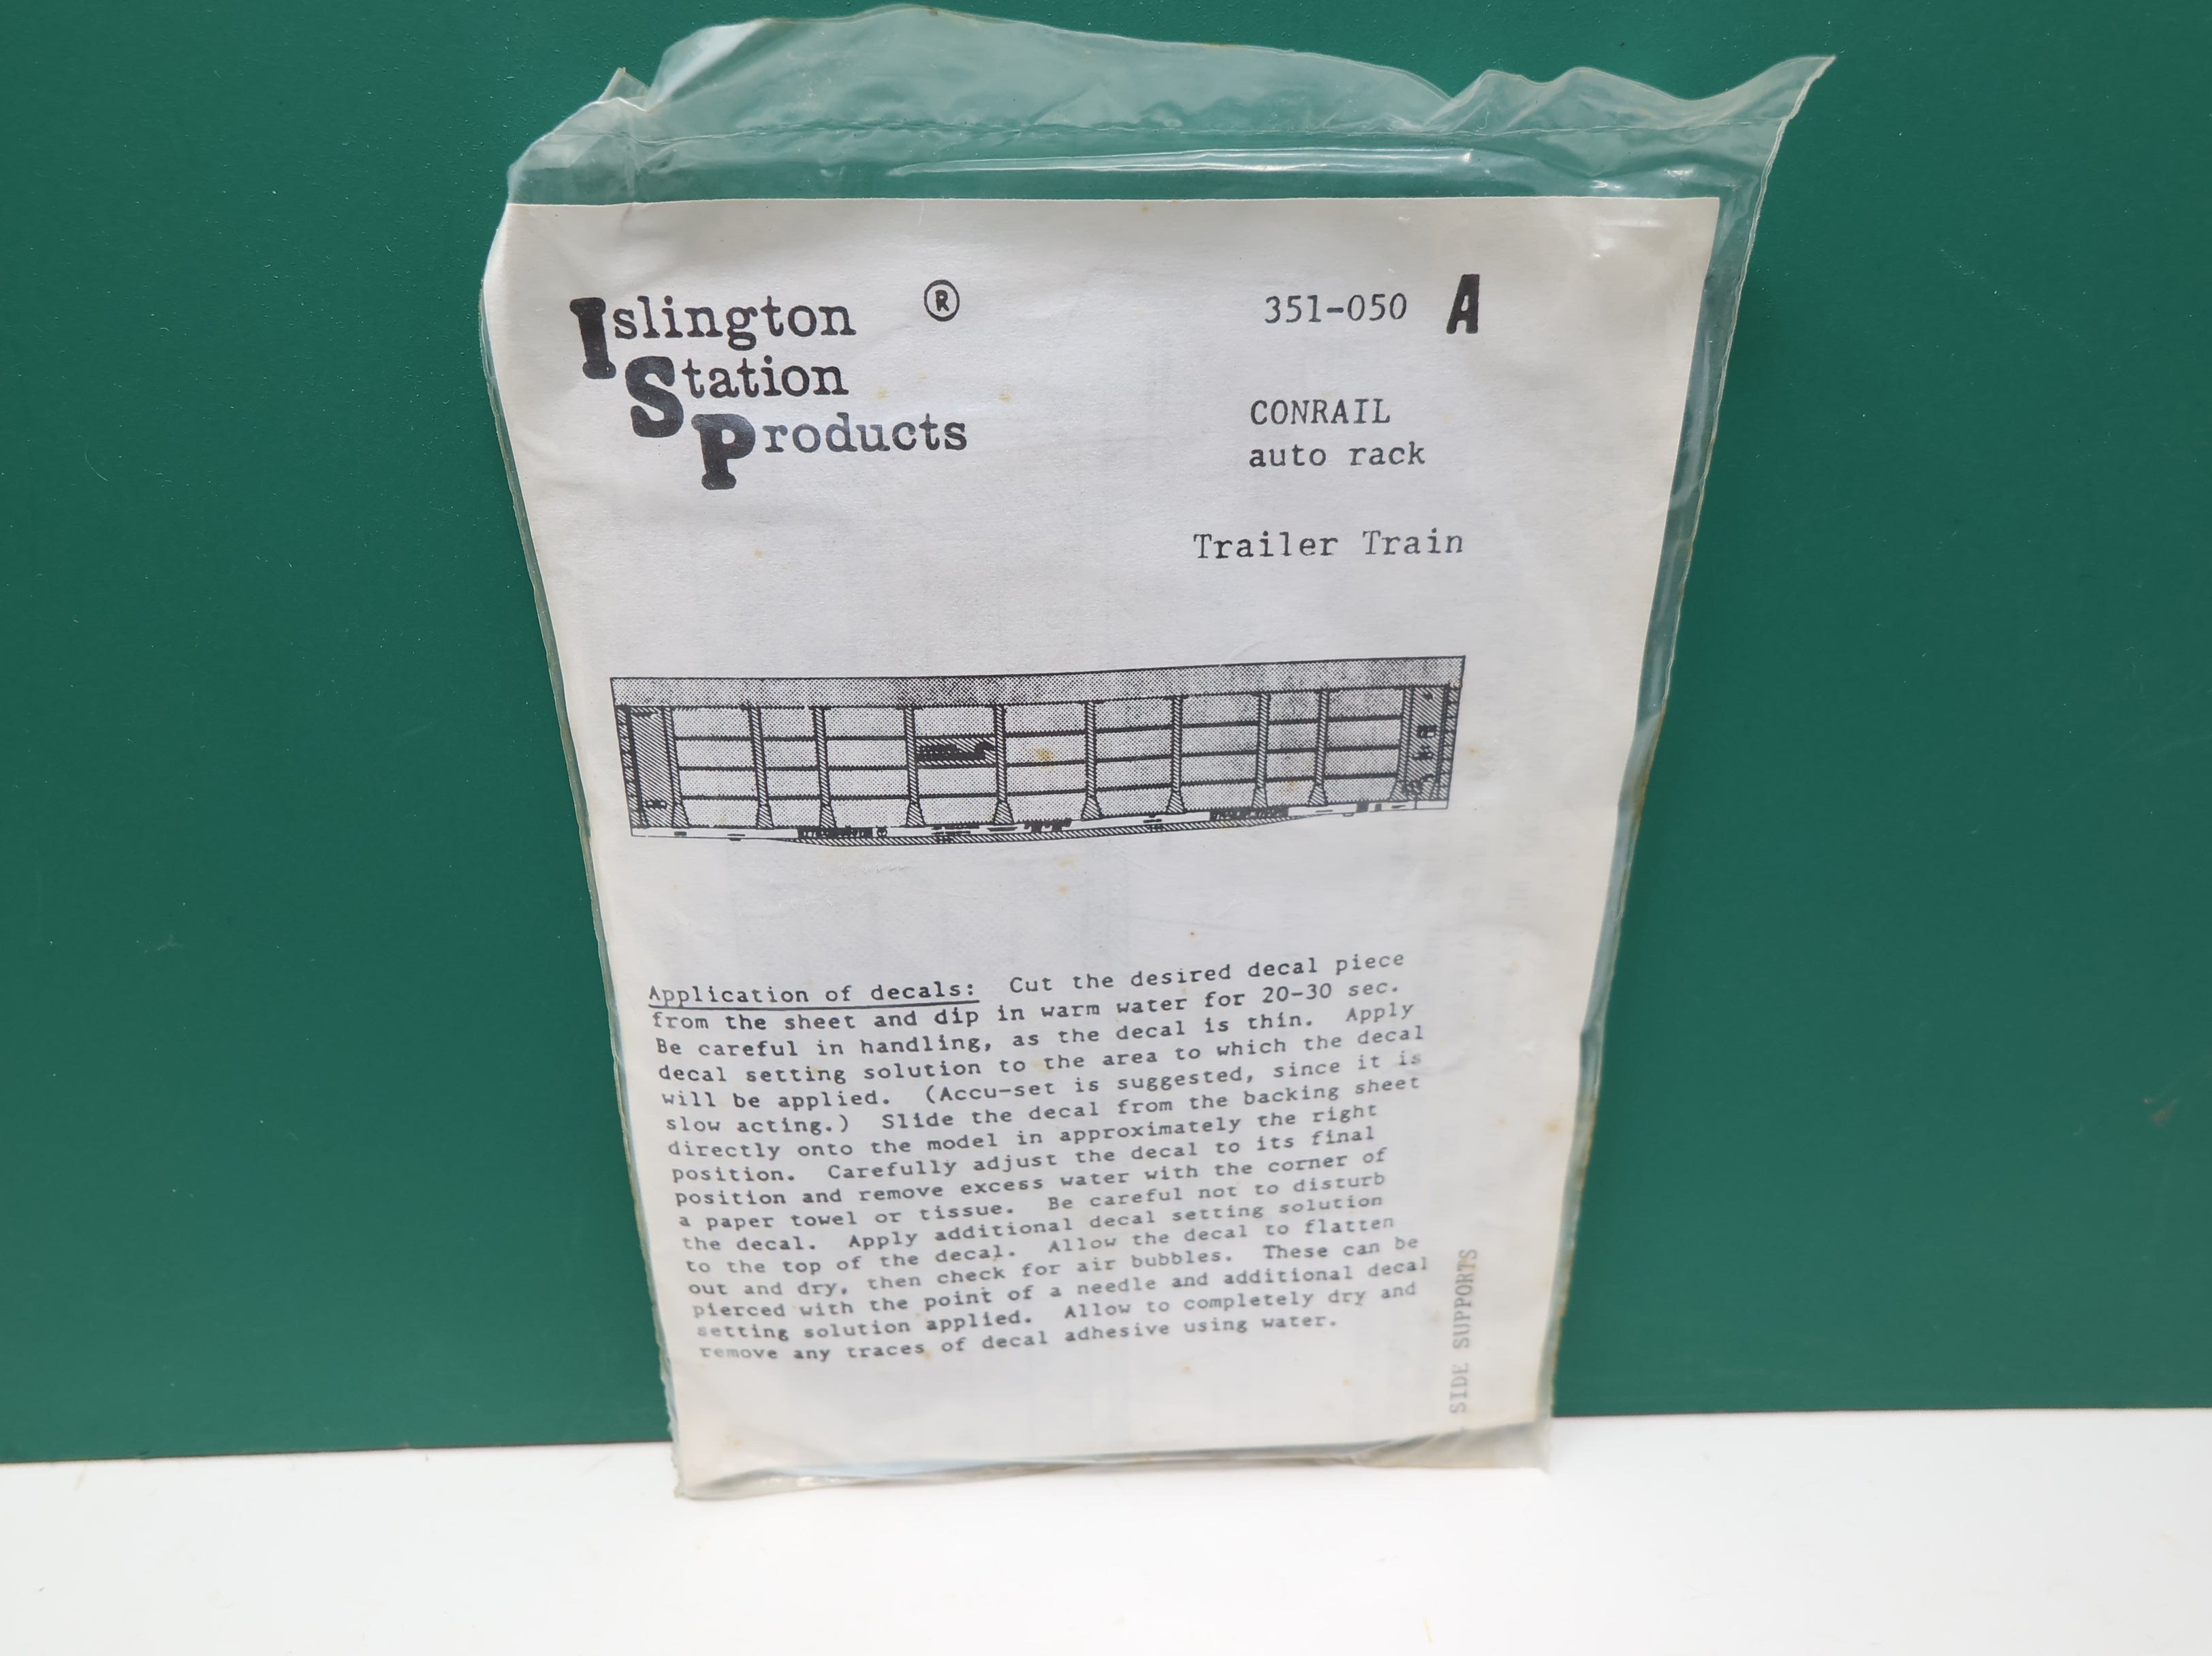 Islington ®
Station
Products
351-050 A
CONRAIL
auto rack
Trailer Train
Application of decals: Cut the desired decal piece
from the sheet and dip in warm water for 20-30 sec.
Be careful in handling, as the decal is thin. Apply
decal setting solution to the area to which the decal
will be applied. (Accu-set is suggested, since it is
slow acting.) Slide the decal from the backing sheet
directly onto the model in approximately the right
position. Carefully adjust the decal to its final
position and remove excess water with the corner of
a paper towel or tissue. Be careful not to disturb
the decal. Apply additional decal setting solution
to the top of the decal. Allow the decal to flatten
out and dry, then check for air bubbles. These can be
pierced with the point of a needle and additional decal
setting solution applied. Allow to completely dry and
remove any traces of decal adhesive using water.
SIDE SUPPORTS